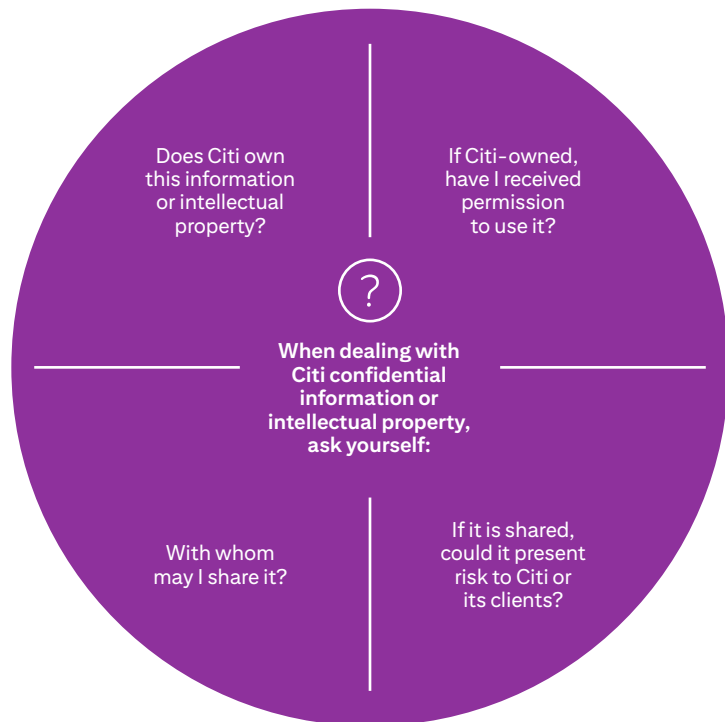 Does Citi own
this information
or intellectual
property?
If Citi-owned,
have I received
permission
to use it?
?
When dealing with
Citi confidential
information or
intellectual property,
ask yourself:
With whom
may I share it?
If it is shared,
could it present
risk to Citi or
its clients?